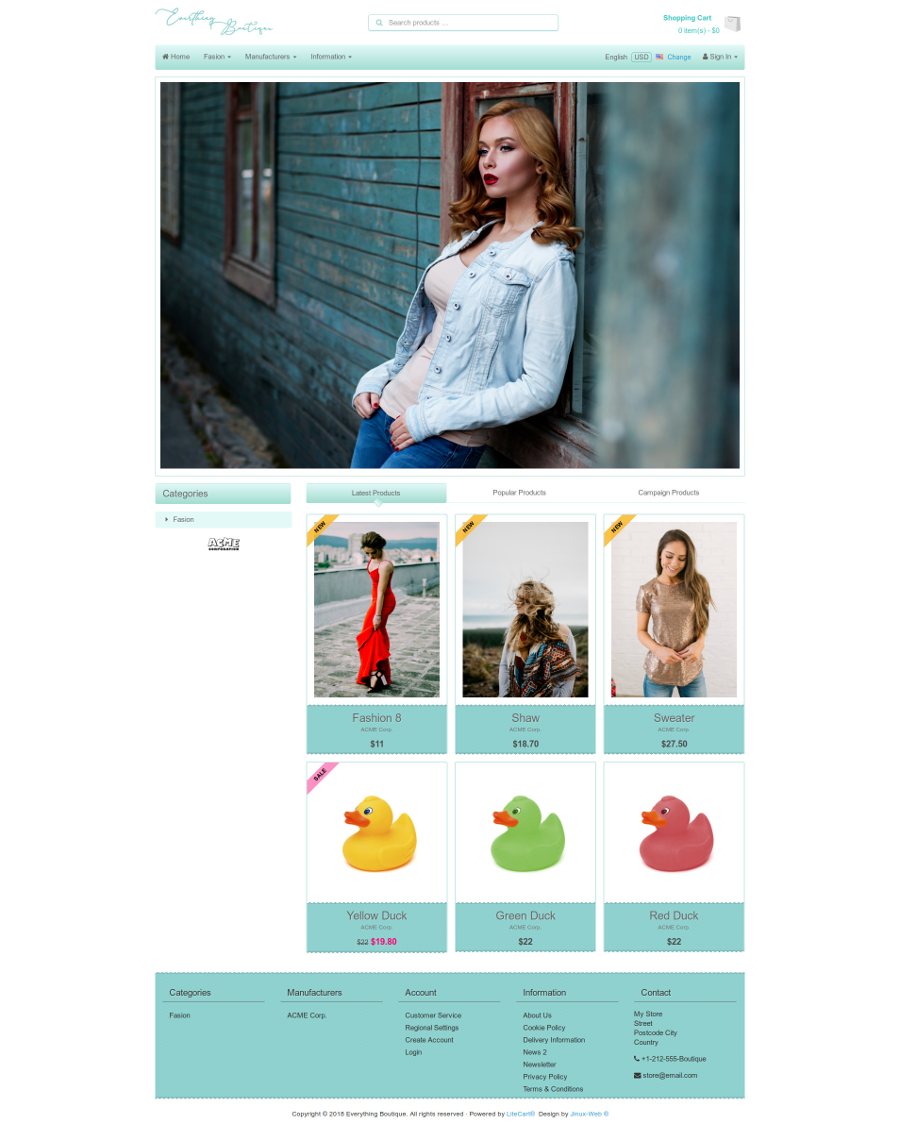 Everthing
Boutique
Search products …
Shopping Cart
0 item(s) - $0
Home Fasion Manufacturers Information English USD Change Sign In
Categories
Latest Products Popular Products Campaign Products
Fasion
ACME
CORPORATION
NEW NEW NEW
Fashion 8 Shaw Sweater
ACME Corp. ACME Corp. ACME Corp.
$11 $18.70 $27.50
SALE
Yellow Duck Green Duck Red Duck
ACME Corp. ACME Corp. ACME Corp.
$22 $19.80 $22 $22
Categories
Fasion
Manufacturers
ACME Corp.
Account
Customer Service
Regional Settings
Create Account
Login
Information
About Us
Cookie Policy
Delivery Information
News 2
Newsletter
Privacy Policy
Terms & Conditions
Contact
My Store
Street
Postcode City
Country
+1-212-555-Boutique
store@email.com
Copyright © 2018 Everything Boutique. All rights reserved · Powered by LiteCart® Design by Jinux-Web ®